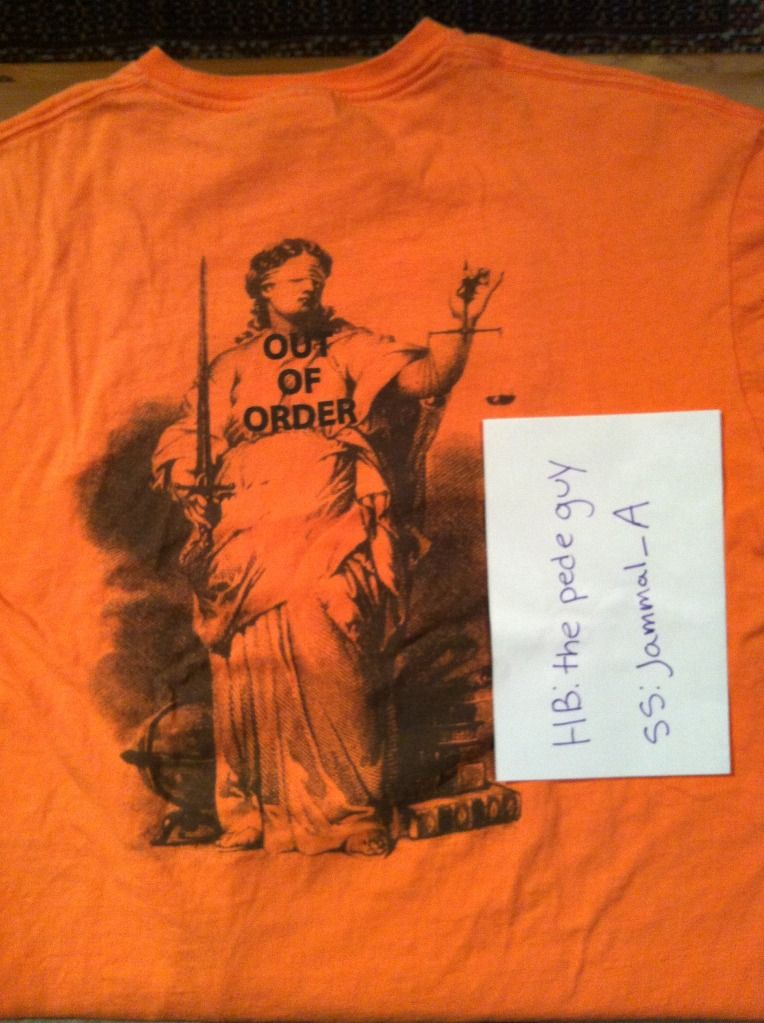 OUT
OF
ORDER
HB: the pede guy
SS: Jammal_A